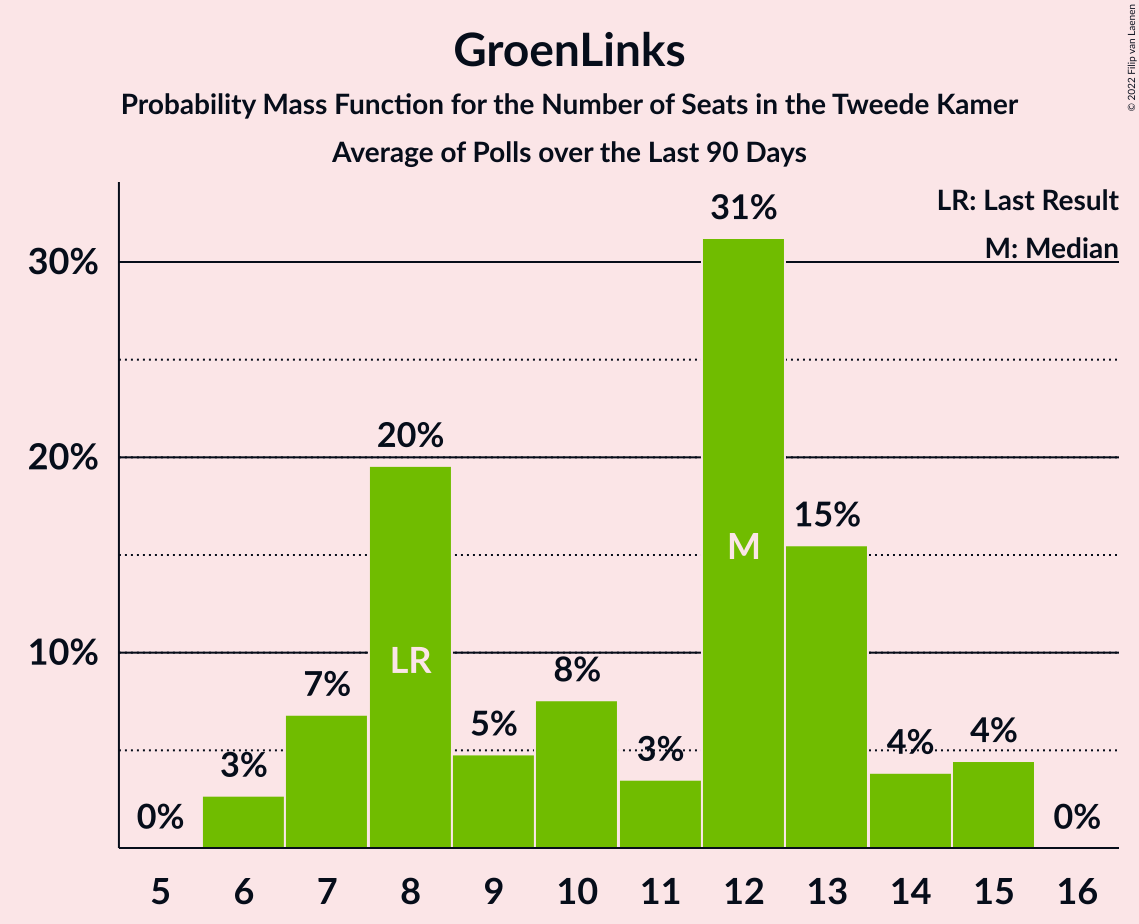 GroenLinks
Probability Mass Function for the Number of Seats in the Tweede Kamer
Average of Polls over the Last 90 Days
© 2022 Filip van Laenen
LR: Last Result
M: Median
30%
20%
10%
0%
3%
7%
20%
5%
8%
3%
31%
15%
4%
4%
0%
LR
M
5 6 7 8 9 10 11 12 13 14 15 16